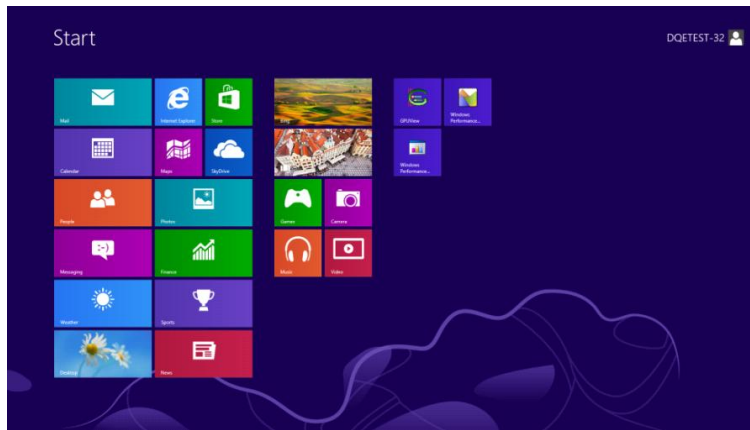 Start
DQETEST-32
Mail
Internet Explorer
Store
Calendar
Maps
SkyDrive
People
Photos
Messaging
:-)
Finance
Weather
Sports
Desktop
News
Bing
Games
Camera
Music
Video
GPUView
Windows
Performance...
Windows
Performance...